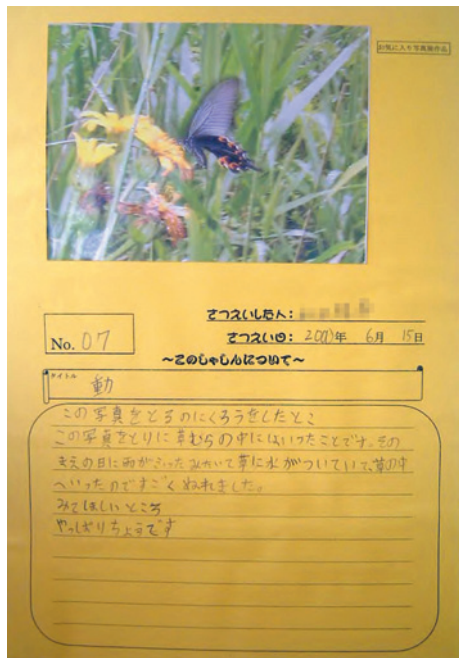 お気に入り写真館作品
さつえいした人:
さつえい日: 年 6月 15日
No. 07
～このしゃしんについて～
タイトル 動
この写真をとるのにくろうをしたとこ
この写真をとりに草むらの中にはいったことです。その
まえの日に雨がふったみたいで草に水がついていて、草の中
へいったのですごくぬれました。
みてほしいところ
やっぱりちょうです